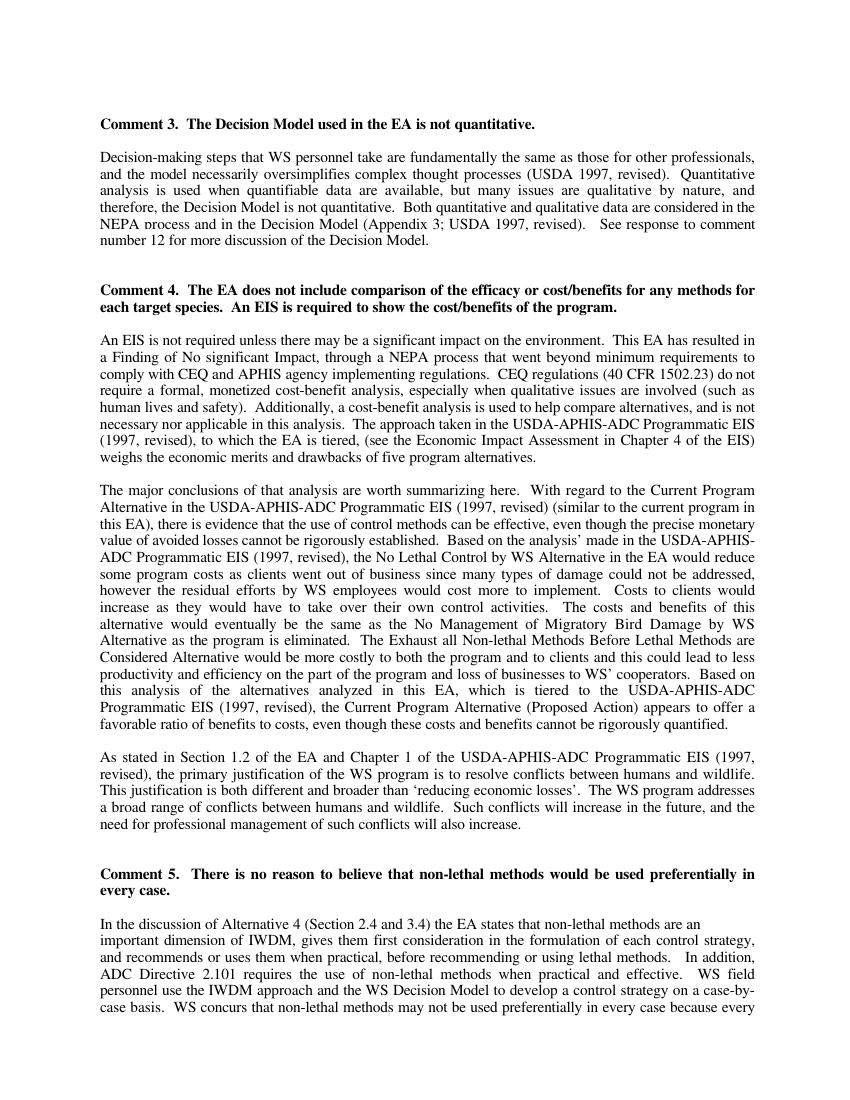 Comment 3. The Decision Model used in the EA is not quantitative.
Decision-making steps that WS personnel take are fundamentally the same as those for other professionals,
and the model necessarily oversimplifies complex thought processes (USDA 1997, revised). Quantitative
analysis is used when quantifiable data are available, but many issues are qualitative by nature, and
therefore, the Decision Model is not quantitative. Both quantitative and qualitative data are considered in the
NEPA process and in the Decision Model (Appendix 3; USDA 1997, revised). See response to comment
number 12 for more discussion of the Decision Model.
Comment 4. The EA does not include comparison of the efficacy or cost/benefits for any methods for
each target species. An EIS is required to show the cost/benefits of the program.
An EIS is not required unless there may be a significant impact on the environment. This EA has resulted in
a Finding of No significant Impact, through a NEPA process that went beyond minimum requirements to
comply with CEQ and APHIS agency implementing regulations. CEQ regulations (40 CFR 1502.23) do not
require a formal, monetized cost-benefit analysis, especially when qualitative issues are involved (such as
human lives and safety). Additionally, a cost-benefit analysis is used to help compare alternatives, and is not
necessary nor applicable in this analysis. The approach taken in the USDA-APHIS-ADC Programmatic EIS
(1997, revised), to which the EA is tiered, (see the Economic Impact Assessment in Chapter 4 of the EIS)
weighs the economic merits and drawbacks of five program alternatives.
The major conclusions of that analysis are worth summarizing here. With regard to the Current Program
Alternative in the USDA-APHIS-ADC Programmatic EIS (1997, revised) (similar to the current program in
this EA), there is evidence that the use of control methods can be effective, even though the precise monetary
value of avoided losses cannot be rigorously established. Based on the analysis' made in the USDA-APHIS-
ADC Programmatic EIS (1997, revised), the No Lethal Control by WS Alternative in the EA would reduce
some program costs as clients went out of business since many types of damage could not be addressed,
however the residual efforts by WS employees would cost more to implement. Costs to clients would
increase as they would have to take over their own control activities. The costs and benefits of this
alternative would eventually be the same as the No Management of Migratory Bird Damage by WS
Alternative as the program is eliminated. The Exhaust all Non-lethal Methods Before Lethal Methods are
Considered Alternative would be more costly to both the program and to clients and this could lead to less
productivity and efficiency on the part of the program and loss of businesses to WS' cooperators. Based on
this analysis of the alternatives analyzed in this EA, which is tiered to the USDA-APHIS-ADC
Programmatic EIS (1997, revised), the Current Program Alternative (Proposed Action) appears to offer a
favorable ratio of benefits to costs, even though these costs and benefits cannot be rigorously quantified.
As stated in Section 1.2 of the EA and Chapter 1 of the USDA-APHIS-ADC Programmatic EIS (1997,
revised), the primary justification of the WS program is to resolve conflicts between humans and wildlife.
This justification is both different and broader than 'reducing economic losses'. The WS program addresses
a broad range of conflicts between humans and wildlife. Such conflicts will increase in the future, and the
need for professional management of such conflicts will also increase.
Comment 5. There is no reason to believe that non-lethal methods would be used preferentially in
every case.
In the discussion of Alternative 4 (Section 2.4 and 3.4) the EA states that non-lethal methods are an
important dimension of IWDM, gives them first consideration in the formulation of each control strategy,
and recommends or uses them when practical, before recommending or using lethal methods. In addition,
ADC Directive 2.101 requires the use of non-lethal methods when practical and effective. WS field
personnel use the IWDM approach and the WS Decision Model to develop a control strategy on a case-by-
case basis. WS concurs that non-lethal methods may not be used preferentially in every case because every